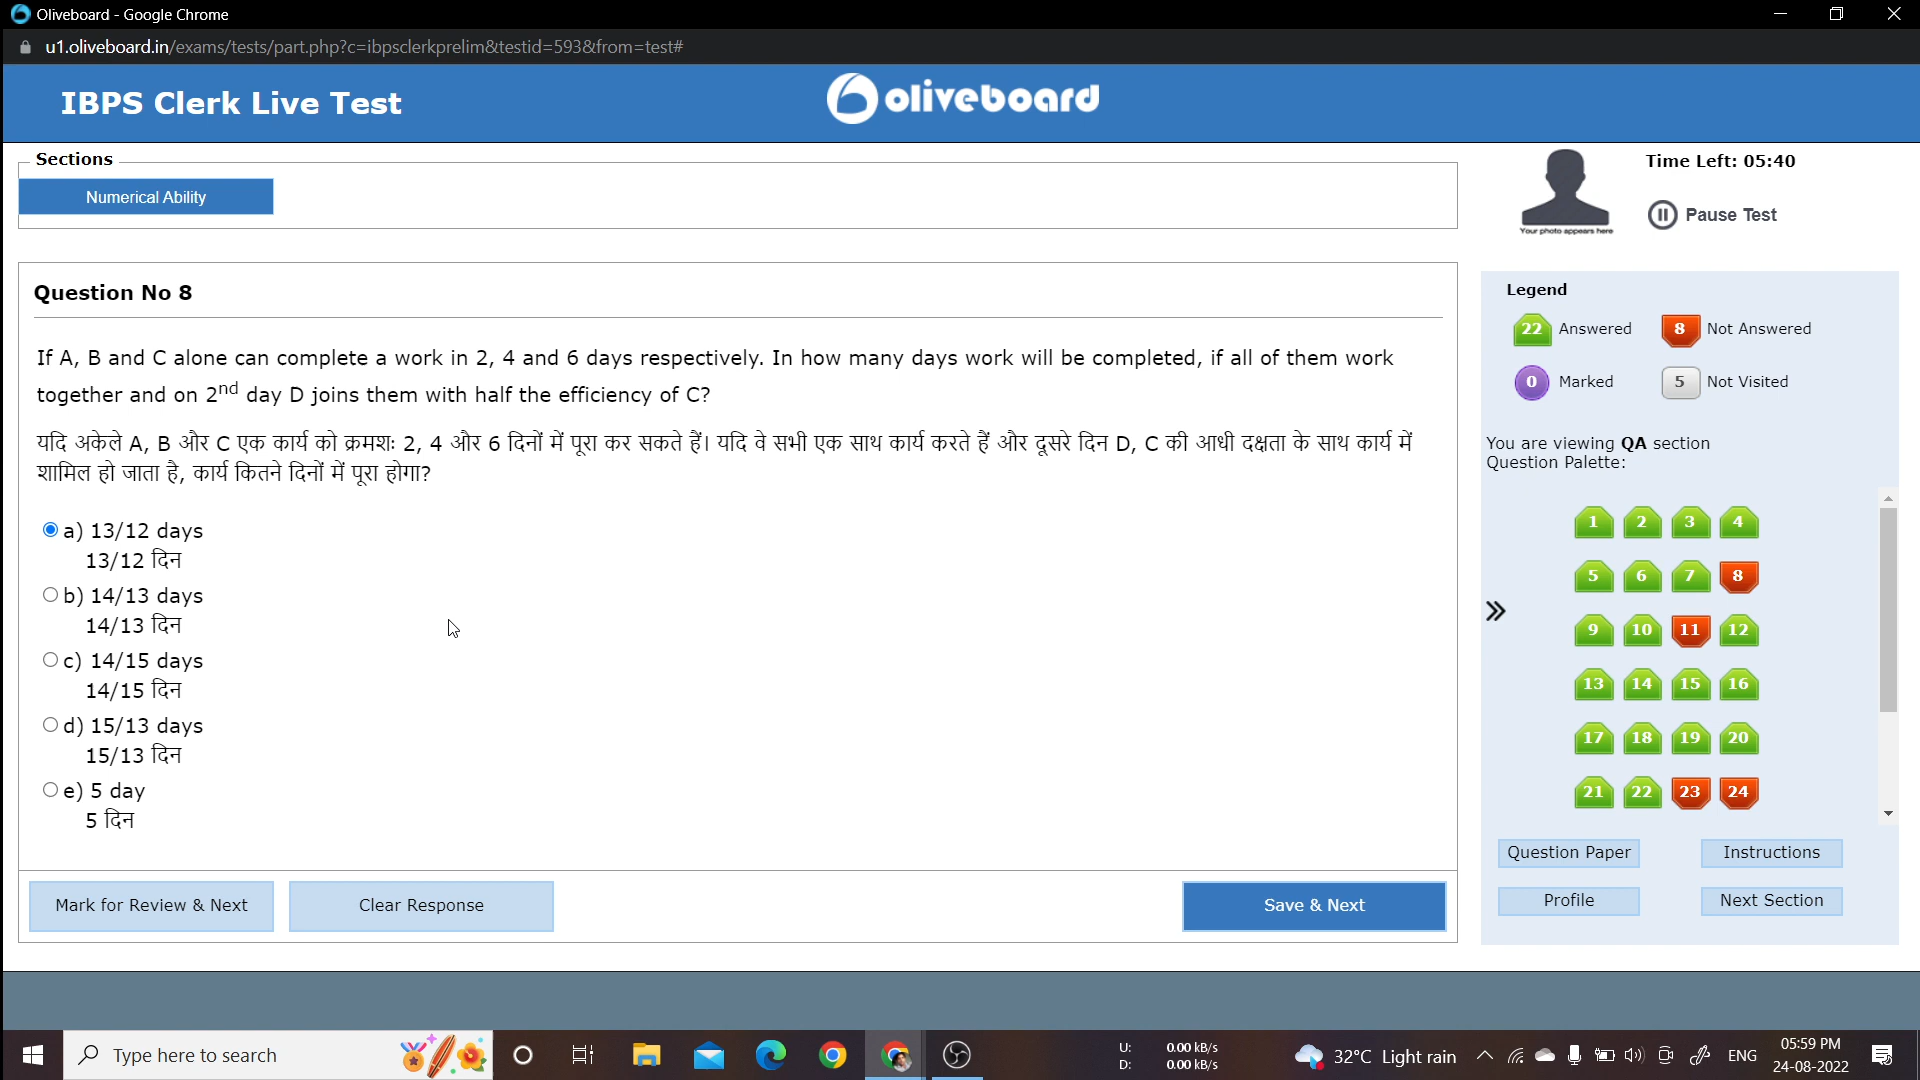 Oliveboard - Google Chrome
u1.oliveboard.in/exams/tests/part.php?c=ibpsclerkprelim&testid=593&from=test#
IBPS Clerk Live Test
oliveboard
Sections
Numerical Ability
Your photo appears here
Time Left: 05:40
Pause Test
Question No 8
If A, B and C alone can complete a work in 2, 4 and 6 days respectively. In how many days work will be completed, if all of them work
together and on 2nd day D joins them with half the efficiency of C?
यदि अकेले A, B और C एक कार्य को क्रमशः 2, 4 और 6 दिनों में पूरा कर सकते हैं। यदि वे सभी एक साथ कार्य करते हैं और दूसरे दिन D, C की आधी दक्षता के साथ कार्य में
शामिल हो जाता है, कार्य कितने दिनों में पूरा होगा?
a) 13/12 days
13/12 दिन
b) 14/13 days
14/13 दिन
c) 14/15 days
14/15 दिन
d) 15/13 days
15/13 दिन
e) 5 day
5 दिन
Mark for Review & Next
Clear Response
Save & Next
Legend
22 Answered
8 Not Answered
0 Marked
5 Not Visited
You are viewing QA section
Question Palette:
1 2 3 4
5 6 7 8
9 10 11 12
13 14 15 16
17 18 19 20
21 22 23 24
Question Paper
Instructions
Profile
Next Section
Type here to search
U: 0.00 kB/s
D: 0.00 kB/s
32°C Light rain
ENG
05:59 PM
24-08-2022